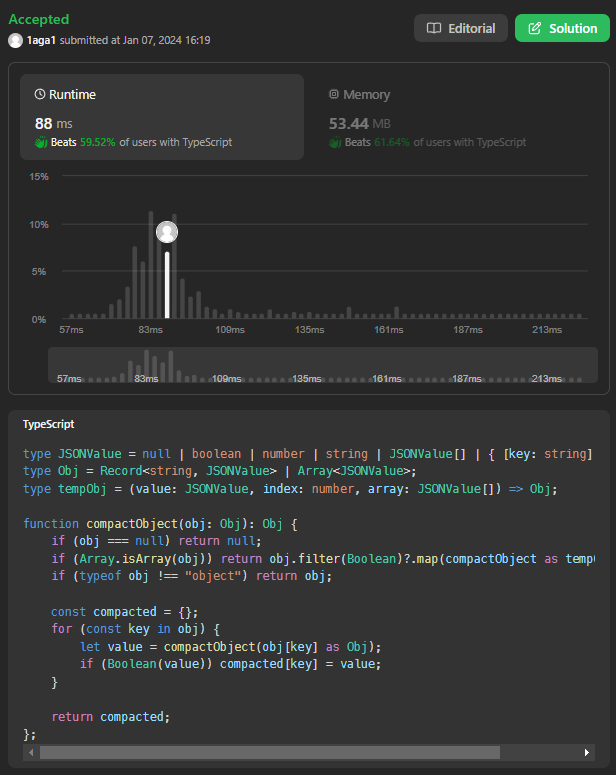 Accepted
1aga1 submitted at Jan 07, 2024 16:19
Editorial
Solution
Runtime
88 ms
Beats 59.52% of users with TypeScript
Memory
53.44 MB
Beats 61.64% of users with TypeScript
15%
10%
5%
0%
57ms 83ms 109ms 135ms 161ms 187ms 213ms
57ms 83ms 109ms 135ms 161ms 187ms 213ms
TypeScript
type JSONValue = null | boolean | number | string | JSONValue[] | { [key: string]
type Obj = Record<string, JSONValue> | Array<JSONValue>;
type tempObj = (value: JSONValue, index: number, array: JSONValue[]) => Obj;
function compactObject(obj: Obj): Obj {
    if (obj === null) return null;
    if (Array.isArray(obj)) return obj.filter(Boolean)?.map(compactObject as temp
    if (typeof obj !== "object") return obj;
    const compacted = {};
    for (const key in obj) {
        let value = compactObject(obj[key] as Obj);
        if (Boolean(value)) compacted[key] = value;
    }
    return compacted;
};